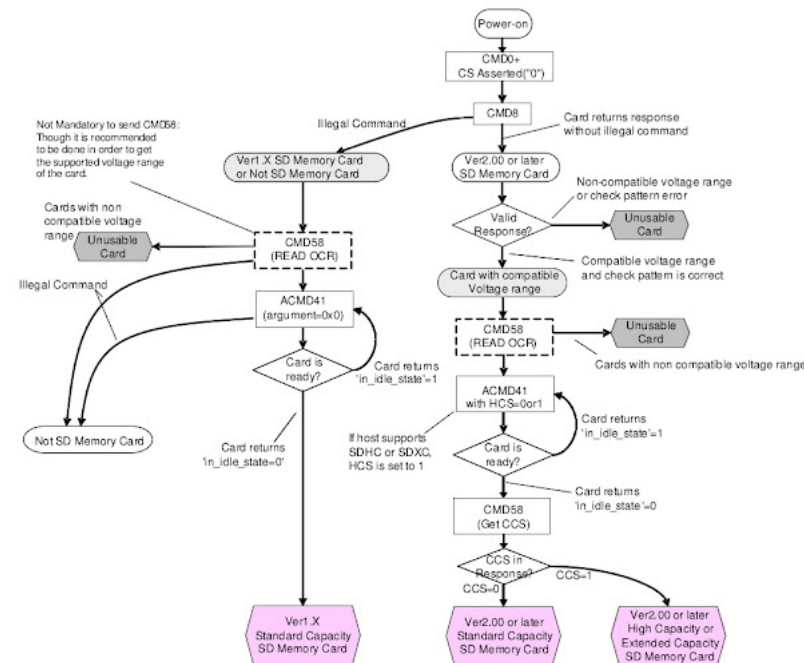 Power-on
CMD0+
CS Asserted("0")
CMD8
Illegal Command
Card returns response
without illegal command
Not Mandatory to send CMD58:
Though it is recommended
to be done in order to get
the supported voltage range
of the card.
Ver1.X SD Memory Card
or Not SD Memory Card
Ver2.00 or later
SD Memory Card
Non-compatible voltage range
or check pattern error
Cards with non
compatible voltage
range
Unusable
Card
CMD58
(READ OCR)
Valid
Response?
Unusable
Card
Compatible voltage range
and check pattern is correct
Card with compatible
Voltage range
Illegal Command
ACMD41
(argument=0x0)
CMD58
(READ OCR)
Unusable
Card
Cards with non compatible voltage range
Card is
ready?
Card returns
'in_idle_state'=1
ACMD41
with HCS=0or1
Card returns
'in_idle_state'=1
Not SD Memory Card
Card returns
'in_idle_state=0'
If host supports
SDHC or SDXC,
HCS is set to 1
Card is
ready?
Card returns
'in_idle_state'=0
CMD58
(Get CCS)
CCS in
Response?
CCS=0
CCS=1
Ver1.X
Standard Capacity
SD Memory Card
Ver2.00 or later
Standard Capacity
SD Memory Card
Ver2.00 or later
High Capacity or
Extended Capacity
SD Memory Card